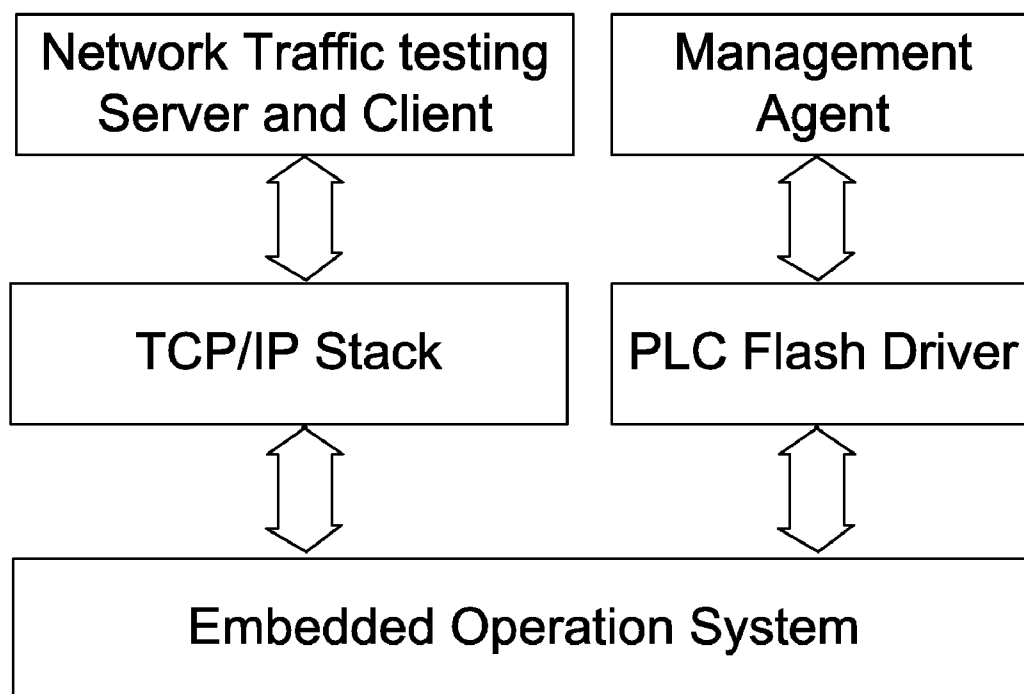 Network Traffic testing
Server and Client
Management
Agent
TCP/IP Stack
PLC Flash Driver
Embedded Operation System